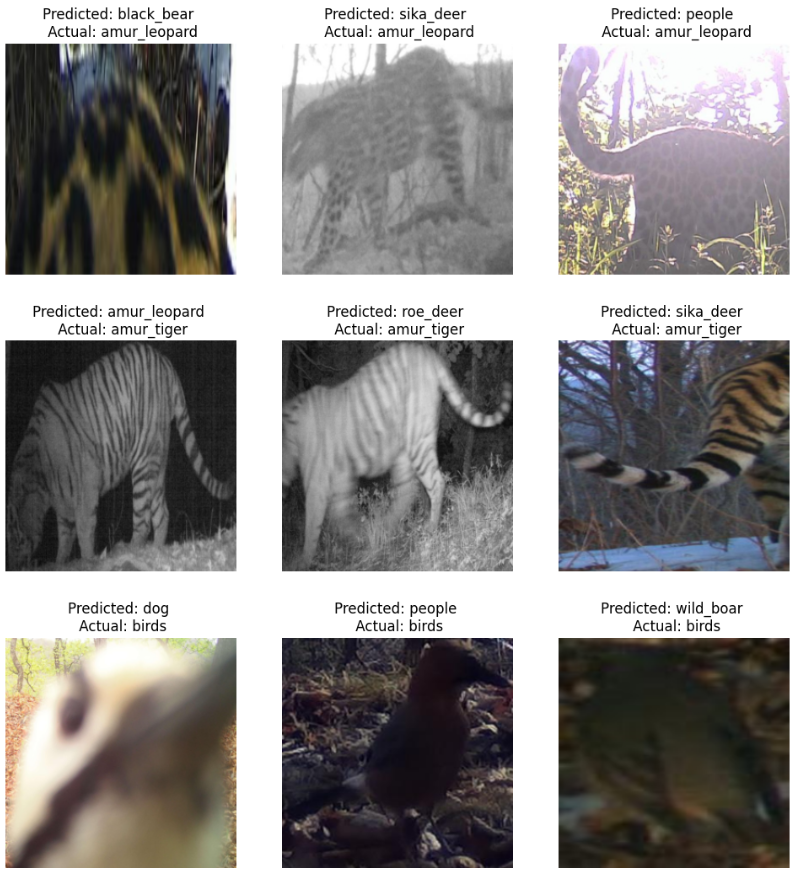 Predicted: black_bear
Actual: amur_leopard
Predicted: sika_deer
Actual: amur_leopard
Predicted: people
Actual: amur_leopard
Predicted: amur_leopard
Actual: amur_tiger
Predicted: roe_deer
Actual: amur_tiger
Predicted: sika_deer
Actual: amur_tiger
Predicted: dog
Actual: birds
Predicted: people
Actual: birds
Predicted: wild_boar
Actual: birds